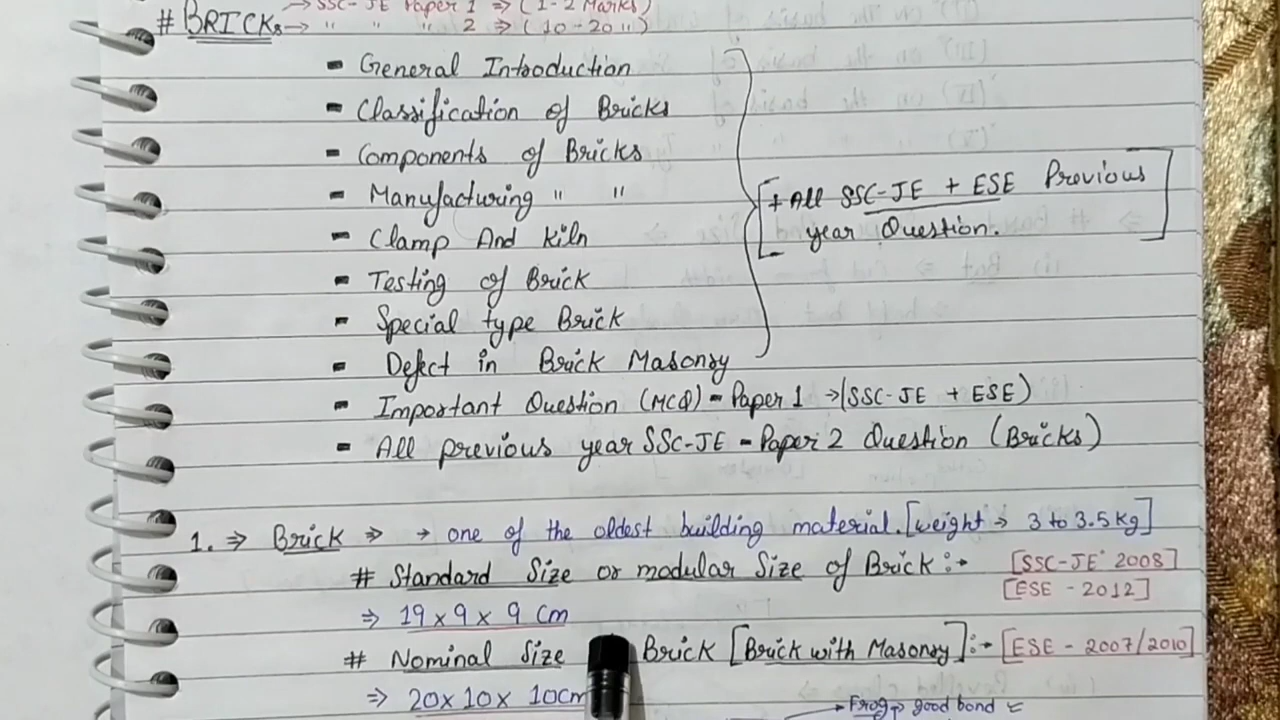 → SSC-JE Paper 1 ⇒ (1-2 Marks)
# BRICKs → " " " 2 ⇒ (10-20 ")
- General Introduction
- Classification of Bricks
- Components of Bricks
- Manufacturing " "
- Clamp And Kiln
- Testing of Brick
- Special type Brick
- Defect in Brick Masonry
[+ All SSC-JE + ESE Previous
year Question.]
- Important Question (MCQ) - Paper 1 → (SSC-JE + ESE)
- All previous year SSC-JE - Paper 2 Question (Bricks)
1. ⇒ Brick ⇒ → one of the oldest building material. [weight → 3 to 3.5 kg]
# Standard Size or modular Size of Brick :- [SSC-JE 2008]
[ESE - 2012]
⇒ 19 x 9 x 9 cm
# Nominal Size Brick [Brick with Masonry] :- [ESE - 2007/2010]
⇒ 20 x 10 x 10cm
→ Frog → good bond